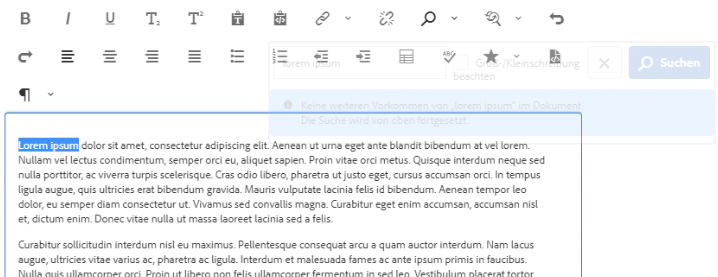 B I U T₂ T²
lorem ipsum
Groß-/Kleinschreibung
beachten
Suchen
Keine weiteren Vorkommen von „lorem ipsum" im Dokument.
Die Suche wird von oben fortgesetzt.
Lorem ipsum dolor sit amet, consectetur adipiscing elit. Aenean ut urna eget ante blandit bibendum at vel lorem.
Nullam vel lectus condimentum, semper orci eu, aliquet sapien. Proin vitae orci metus. Quisque interdum neque sed
nulla porttitor, ac viverra turpis scelerisque. Cras odio libero, pharetra ut justo eget, cursus accumsan orci. In tempus
ligula augue, quis ultricies erat bibendum gravida. Mauris vulputate lacinia felis id bibendum. Aenean tempor leo
dolor, eu semper diam consectetur ut. Vivamus sed convallis magna. Curabitur eget enim accumsan, accumsan nisl
et, dictum enim. Donec vitae nulla ut massa laoreet lacinia sed a felis.
Curabitur sollicitudin interdum nisl eu maximus. Pellentesque consequat arcu a quam auctor interdum. Nam lacus
augue, ultricies vitae varius ac, pharetra ac ligula. Interdum et malesuada fames ac ante ipsum primis in faucibus.
Nulla quis ullamcorper orci. Proin ut libero non felis ullamcorper fermentum in sed leo. Vestibulum placerat tortor.